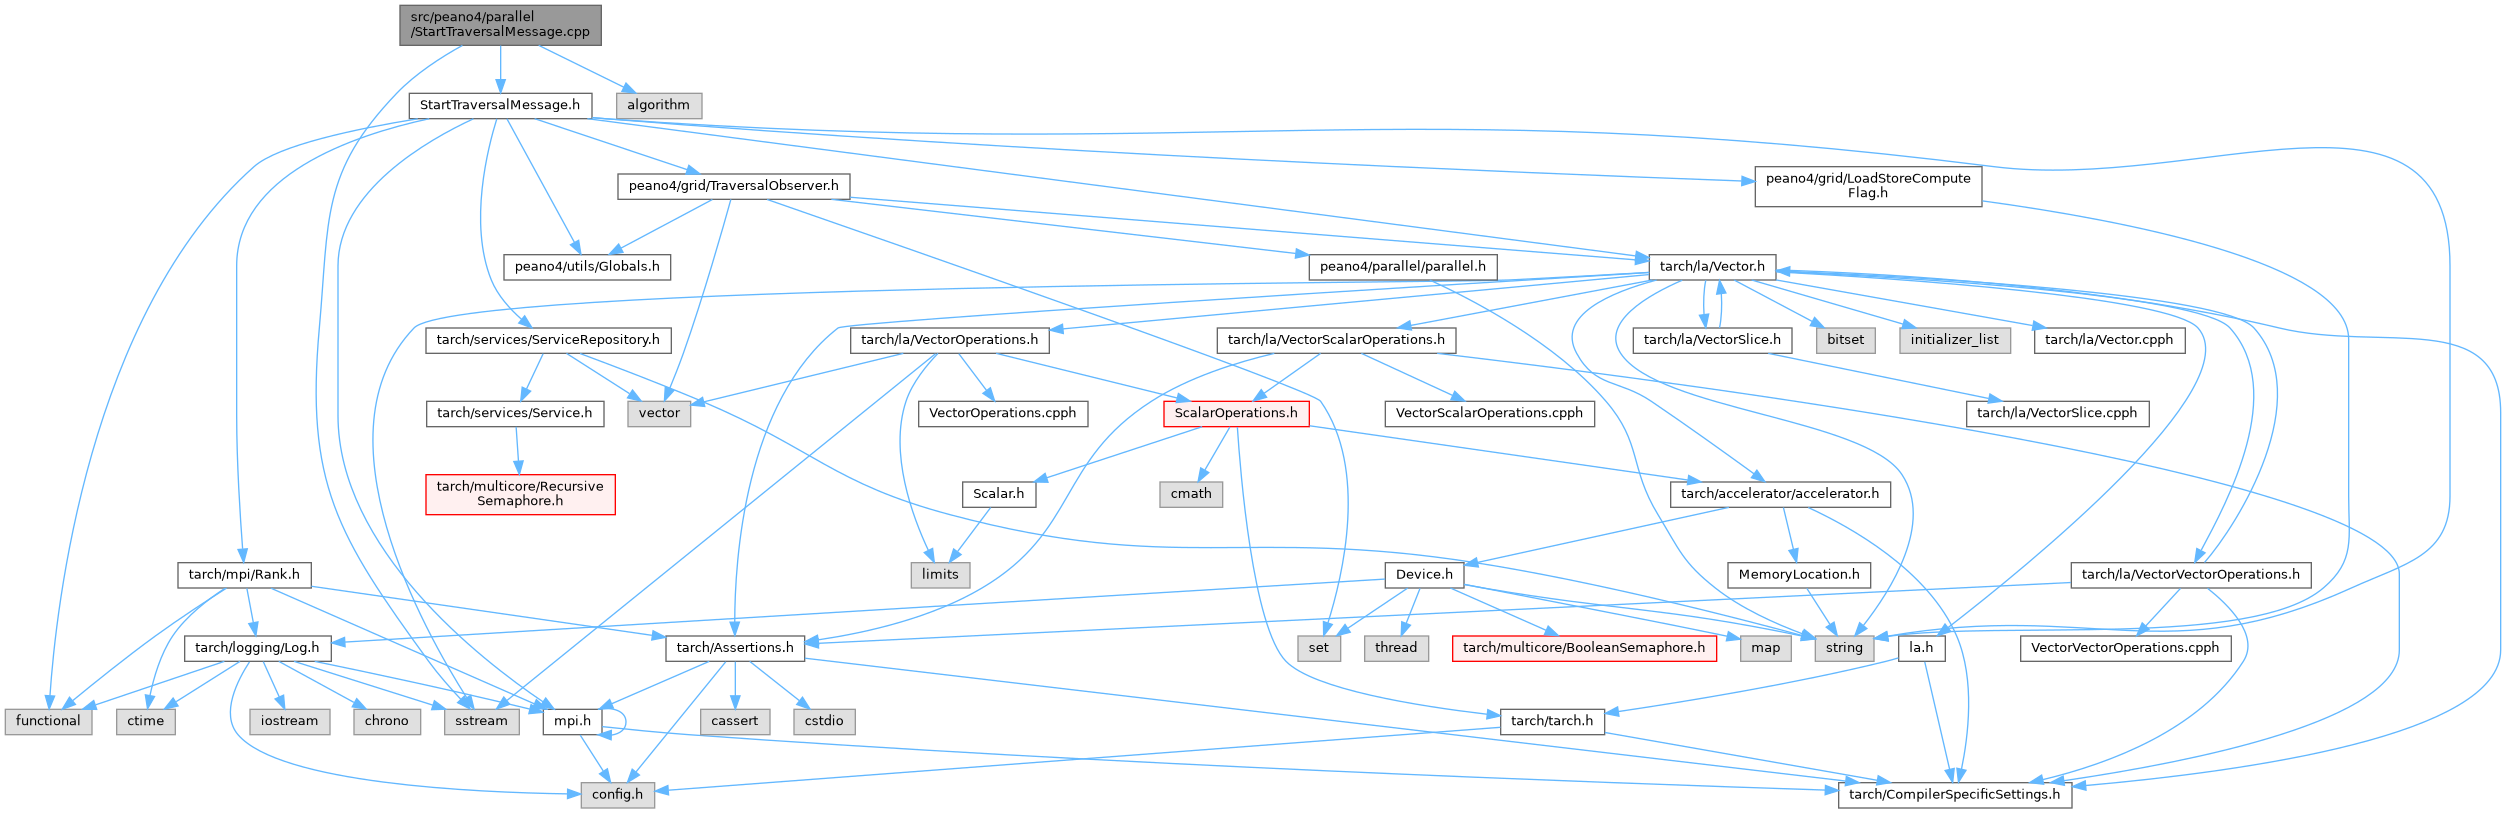 src/peano4/parallel
/StartTraversalMessage.cpp
StartTraversalMessage.h
algorithm
peano4/grid/TraversalObserver.h
peano4/grid/LoadStoreCompute
Flag.h
peano4/utils/Globals.h
peano4/parallel/parallel.h
tarch/la/Vector.h
tarch/services/ServiceRepository.h
tarch/la/VectorOperations.h
tarch/la/VectorScalarOperations.h
tarch/la/VectorSlice.h
bitset
initializer_list
tarch/la/Vector.cpph
tarch/services/Service.h
vector
VectorOperations.cpph
ScalarOperations.h
VectorScalarOperations.cpph
tarch/la/VectorSlice.cpph
tarch/multicore/Recursive
Semaphore.h
Scalar.h
cmath
tarch/accelerator/accelerator.h
tarch/mpi/Rank.h
limits
Device.h
MemoryLocation.h
tarch/la/VectorVectorOperations.h
tarch/logging/Log.h
tarch/Assertions.h
set
thread
tarch/multicore/BooleanSemaphore.h
map
string
la.h
VectorVectorOperations.cpph
functional
ctime
iostream
chrono
sstream
mpi.h
cassert
cstdio
tarch/tarch.h
config.h
tarch/CompilerSpecificSettings.h